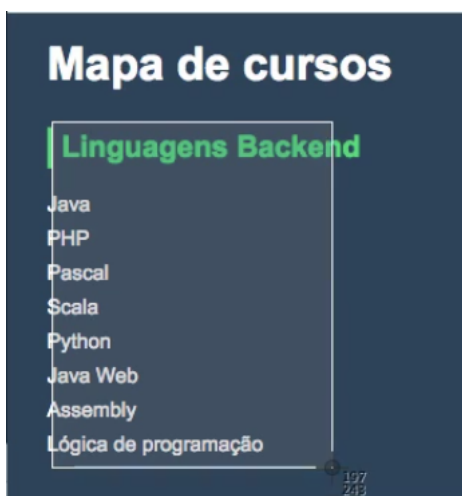 Mapa de cursos
Linguagens Backend
Java
PHP
Pascal
Scala
Python
Java Web
Assembly
Lógica de programação
197
243